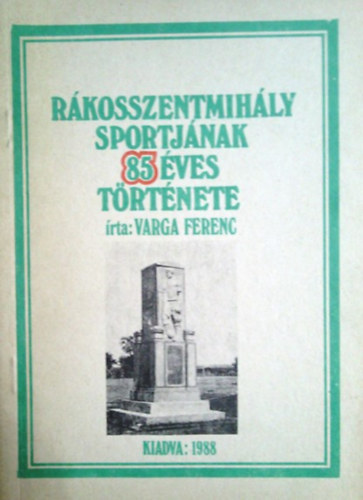 RÁKOSSZENTMIHÁLY
SPORTJÁNAK
85 ÉVES
TÖRTÉNETE
írta: VARGA FERENC
KIADVA: 1988